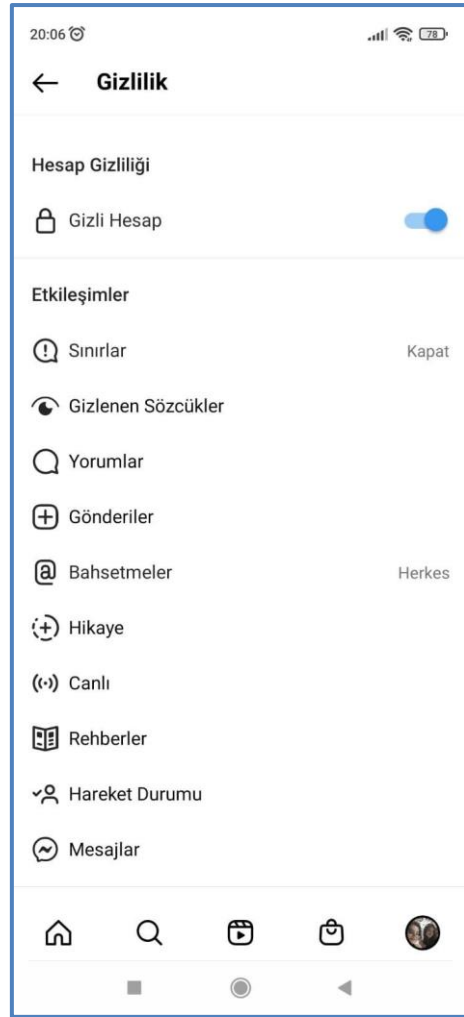 20:06
78
Gizlilik
Hesap Gizliliği
Gizli Hesap
Etkileşimler
Sınırlar Kapat
Gizlenen Sözcükler
Yorumlar
Gönderiler
Bahsetmeler Herkes
Hikaye
Canlı
Rehberler
Hareket Durumu
Mesajlar